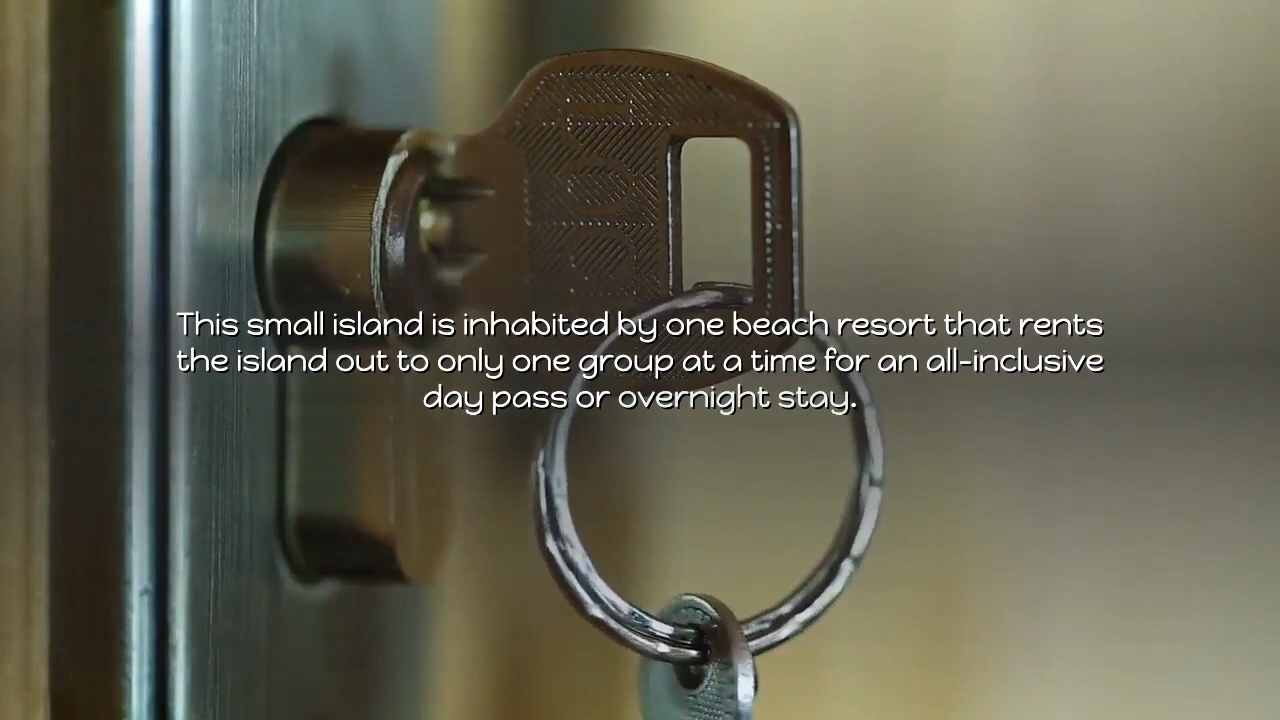 This small island is inhabited by one beach resort that rents
the island out to only one group at a time for an all-inclusive
day pass or overnight stay.